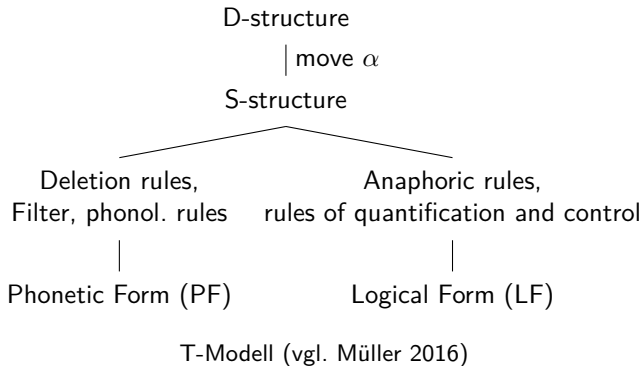 D-structure
move α
S-structure
Deletion rules,
Filter, phonol. rules
Anaphoric rules,
rules of quantification and control
Phonetic Form (PF)
Logical Form (LF)
T-Modell (vgl. Müller 2016)